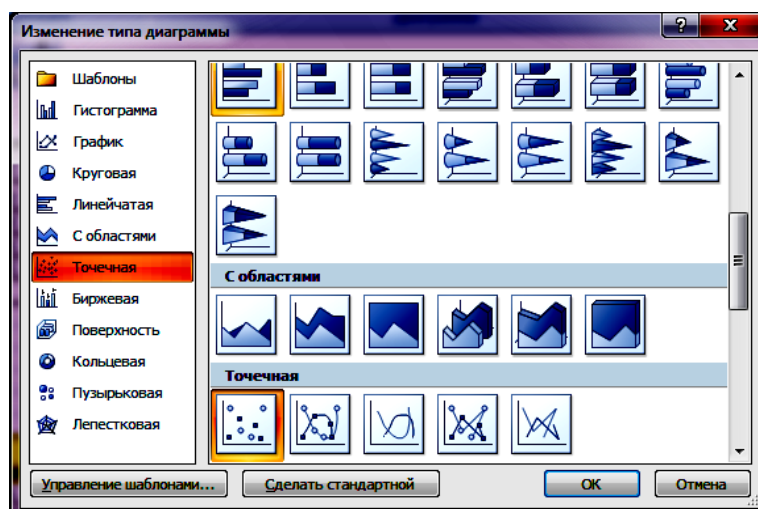 Изменение типа диаграммы
Шаблоны
Гистограмма
График
Круговая
Линейчатая
С областями
Точечная
Биржевая
Поверхность
Кольцевая
Пузырьковая
Лепестковая
С областями
Точечная
Управление шаблонами...
Сделать стандартной
ОК
Отмена